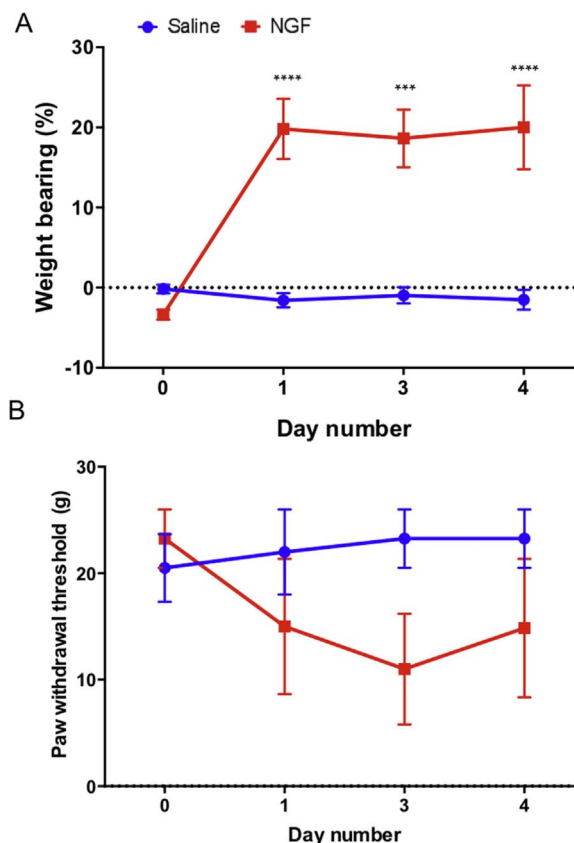 A
Saline NGF
30
20
10
0
-10
Weight bearing (%)
**** *** ****
0 1 3 4
Day number
B
30
20
10
0
Paw withdrawal threshold (g)
0 1 3 4
Day number